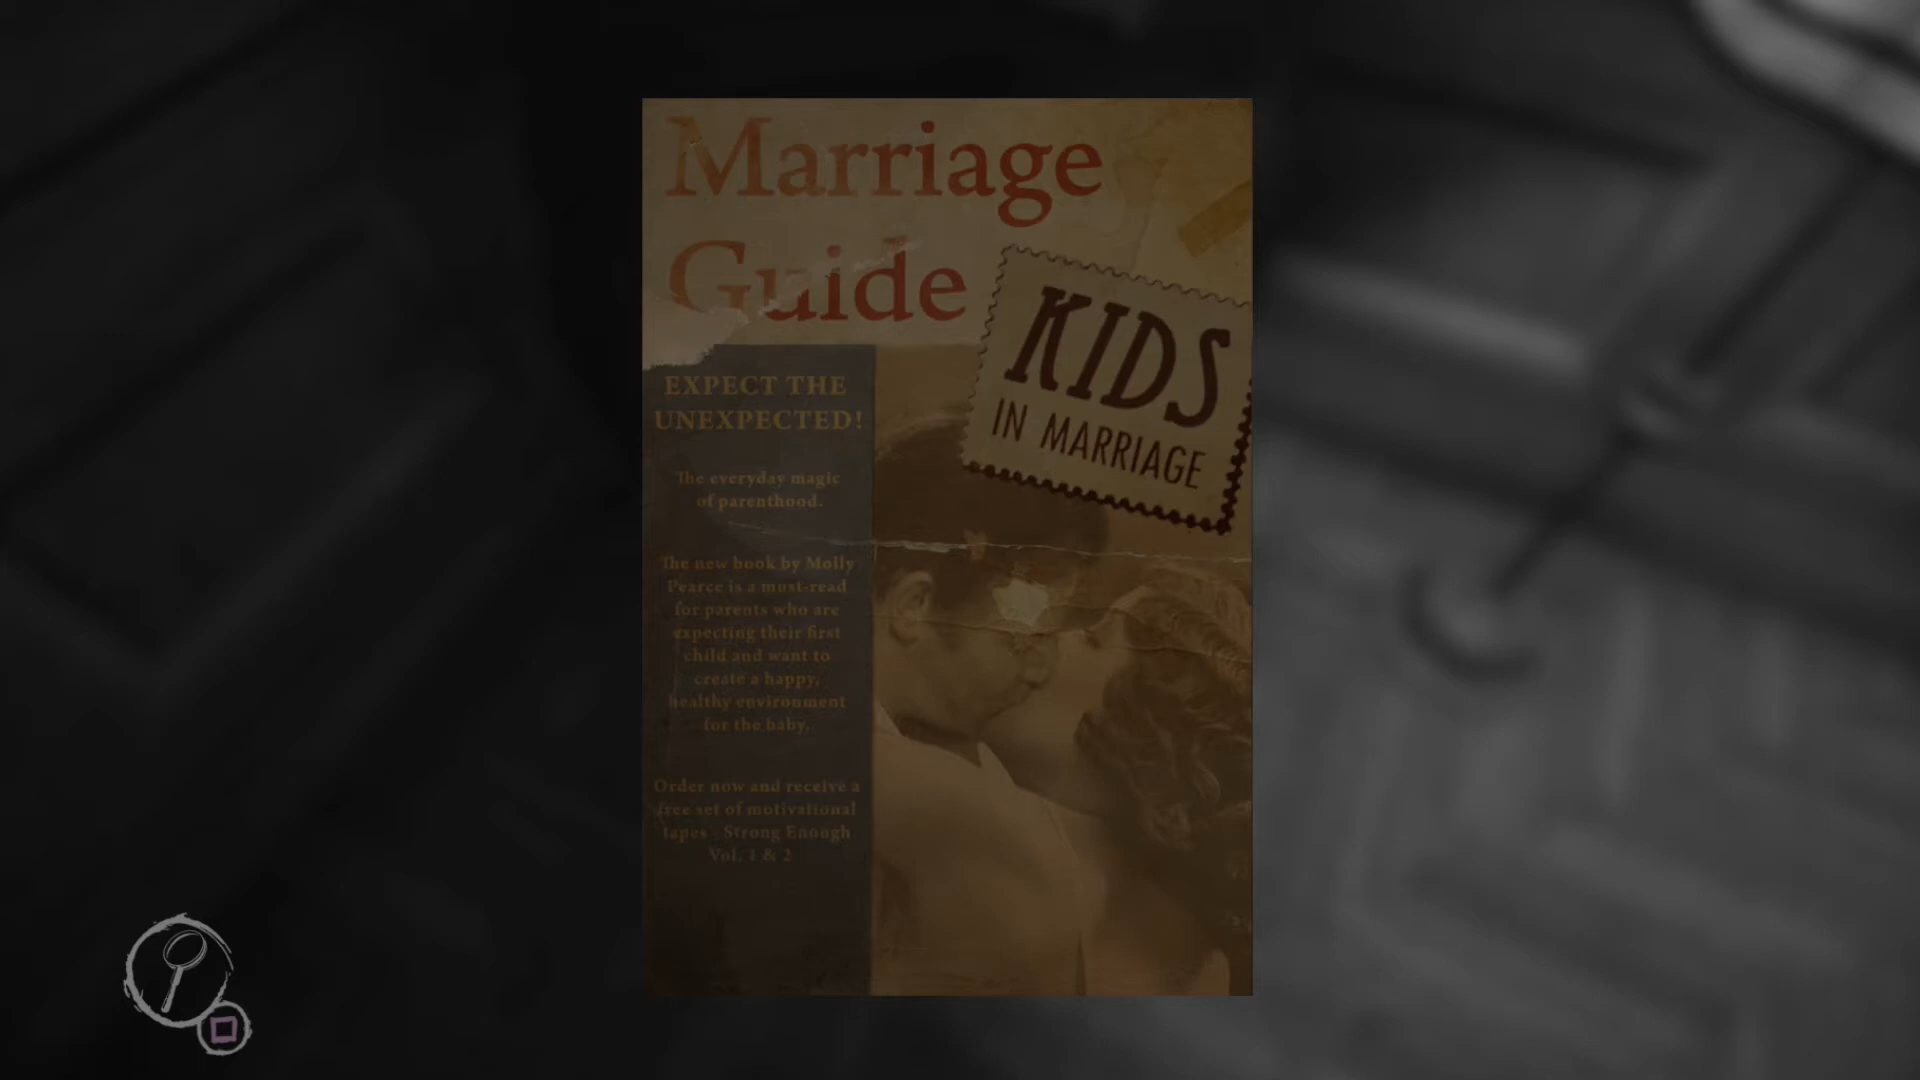 Marriage
Guide
KIDS
IN MARRIAGE
EXPECT THE
UNEXPECTED!
The everyday magic
of parenthood.
The new book by Molly
Pearce is a must-read
for parents who are
expecting their first
child and want to
create a happy,
healthy environment
for the baby.
Order now and receive a
free set of motivational
tapes - Strong Enough
Vol. 1 & 2